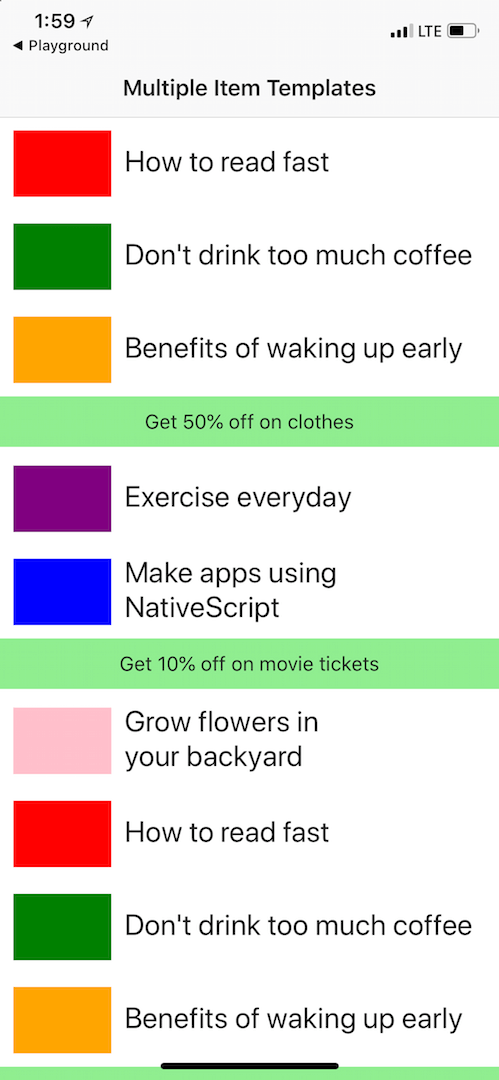 1:59
LTE
◀ Playground
Multiple Item Templates
How to read fast
Don't drink too much coffee
Benefits of waking up early
Get 50% off on clothes
Exercise everyday
Make apps using
NativeScript
Get 10% off on movie tickets
Grow flowers in
your backyard
How to read fast
Don't drink too much coffee
Benefits of waking up early